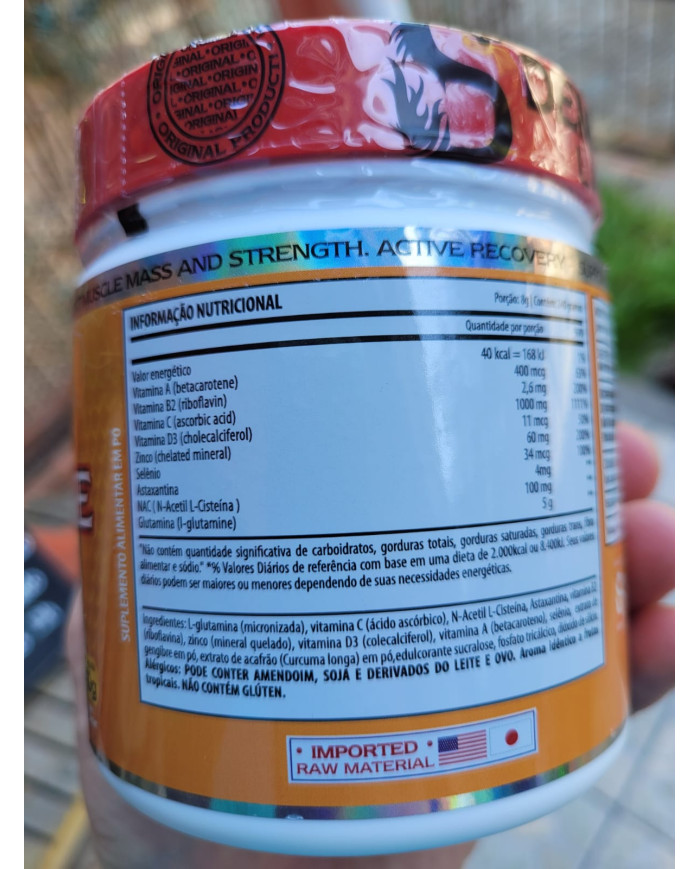 ORIGINAL PRODUCT
ORIGINAL
MUSCLE MASS AND STRENGTH. ACTIVE RECOVERY
INFORMAÇÃO NUTRICIONAL
Porção: 8g
Quantidade por porção
Valor energético 40 kcal = 168 kJ
Vitamina A (betacarotene) 400 mcg
Vitamina B2 (riboflavin) 2,6 mg
Vitamina C (ascorbic acid) 1000 mg
Vitamina D3 (cholecalciferol) 11 mcg
Zinco (chelated mineral) 60 mg
Selênio 34 mcg
Astaxantina 4mg
NAC ( N-Acetil L-Cisteína ) 100 mg
Glutamina (l-glutamine) 5 g
"Não contém quantidade significativa de carboidratos, gorduras totais, gorduras saturadas, gorduras trans, fibra
alimentar e sódio." *% Valores Diários de referência com base em uma dieta de 2.000kcal ou 8.400kJ. Seus valores
diários podem ser maiores ou menores dependendo de suas necessidades energéticas.
Ingredientes: L-glutamina (micronizada), vitamina C (ácido ascórbico), N-Acetil L-Cisteína, Astaxantina, vitamina B2
(riboflavina), zinco (mineral quelado), vitamina D3 (colecalciferol), vitamina A (betacaroteno), selênio, extrato de
gengibre em pó, extrato de acafrão (Curcuma longa) em pó,edulcorante sucralose, fosfato tricálcico, dióxido de silício.
Alérgicos: PODE CONTER AMENDOIM, SOJA E DERIVADOS DO LEITE E OVO. Aroma Idêntico a Frutas
tropicais. NÃO CONTÉM GLÚTEN.
SUPLEMENTO ALIMENTAR EM PÓ
• IMPORTED •
RAW MATERIAL